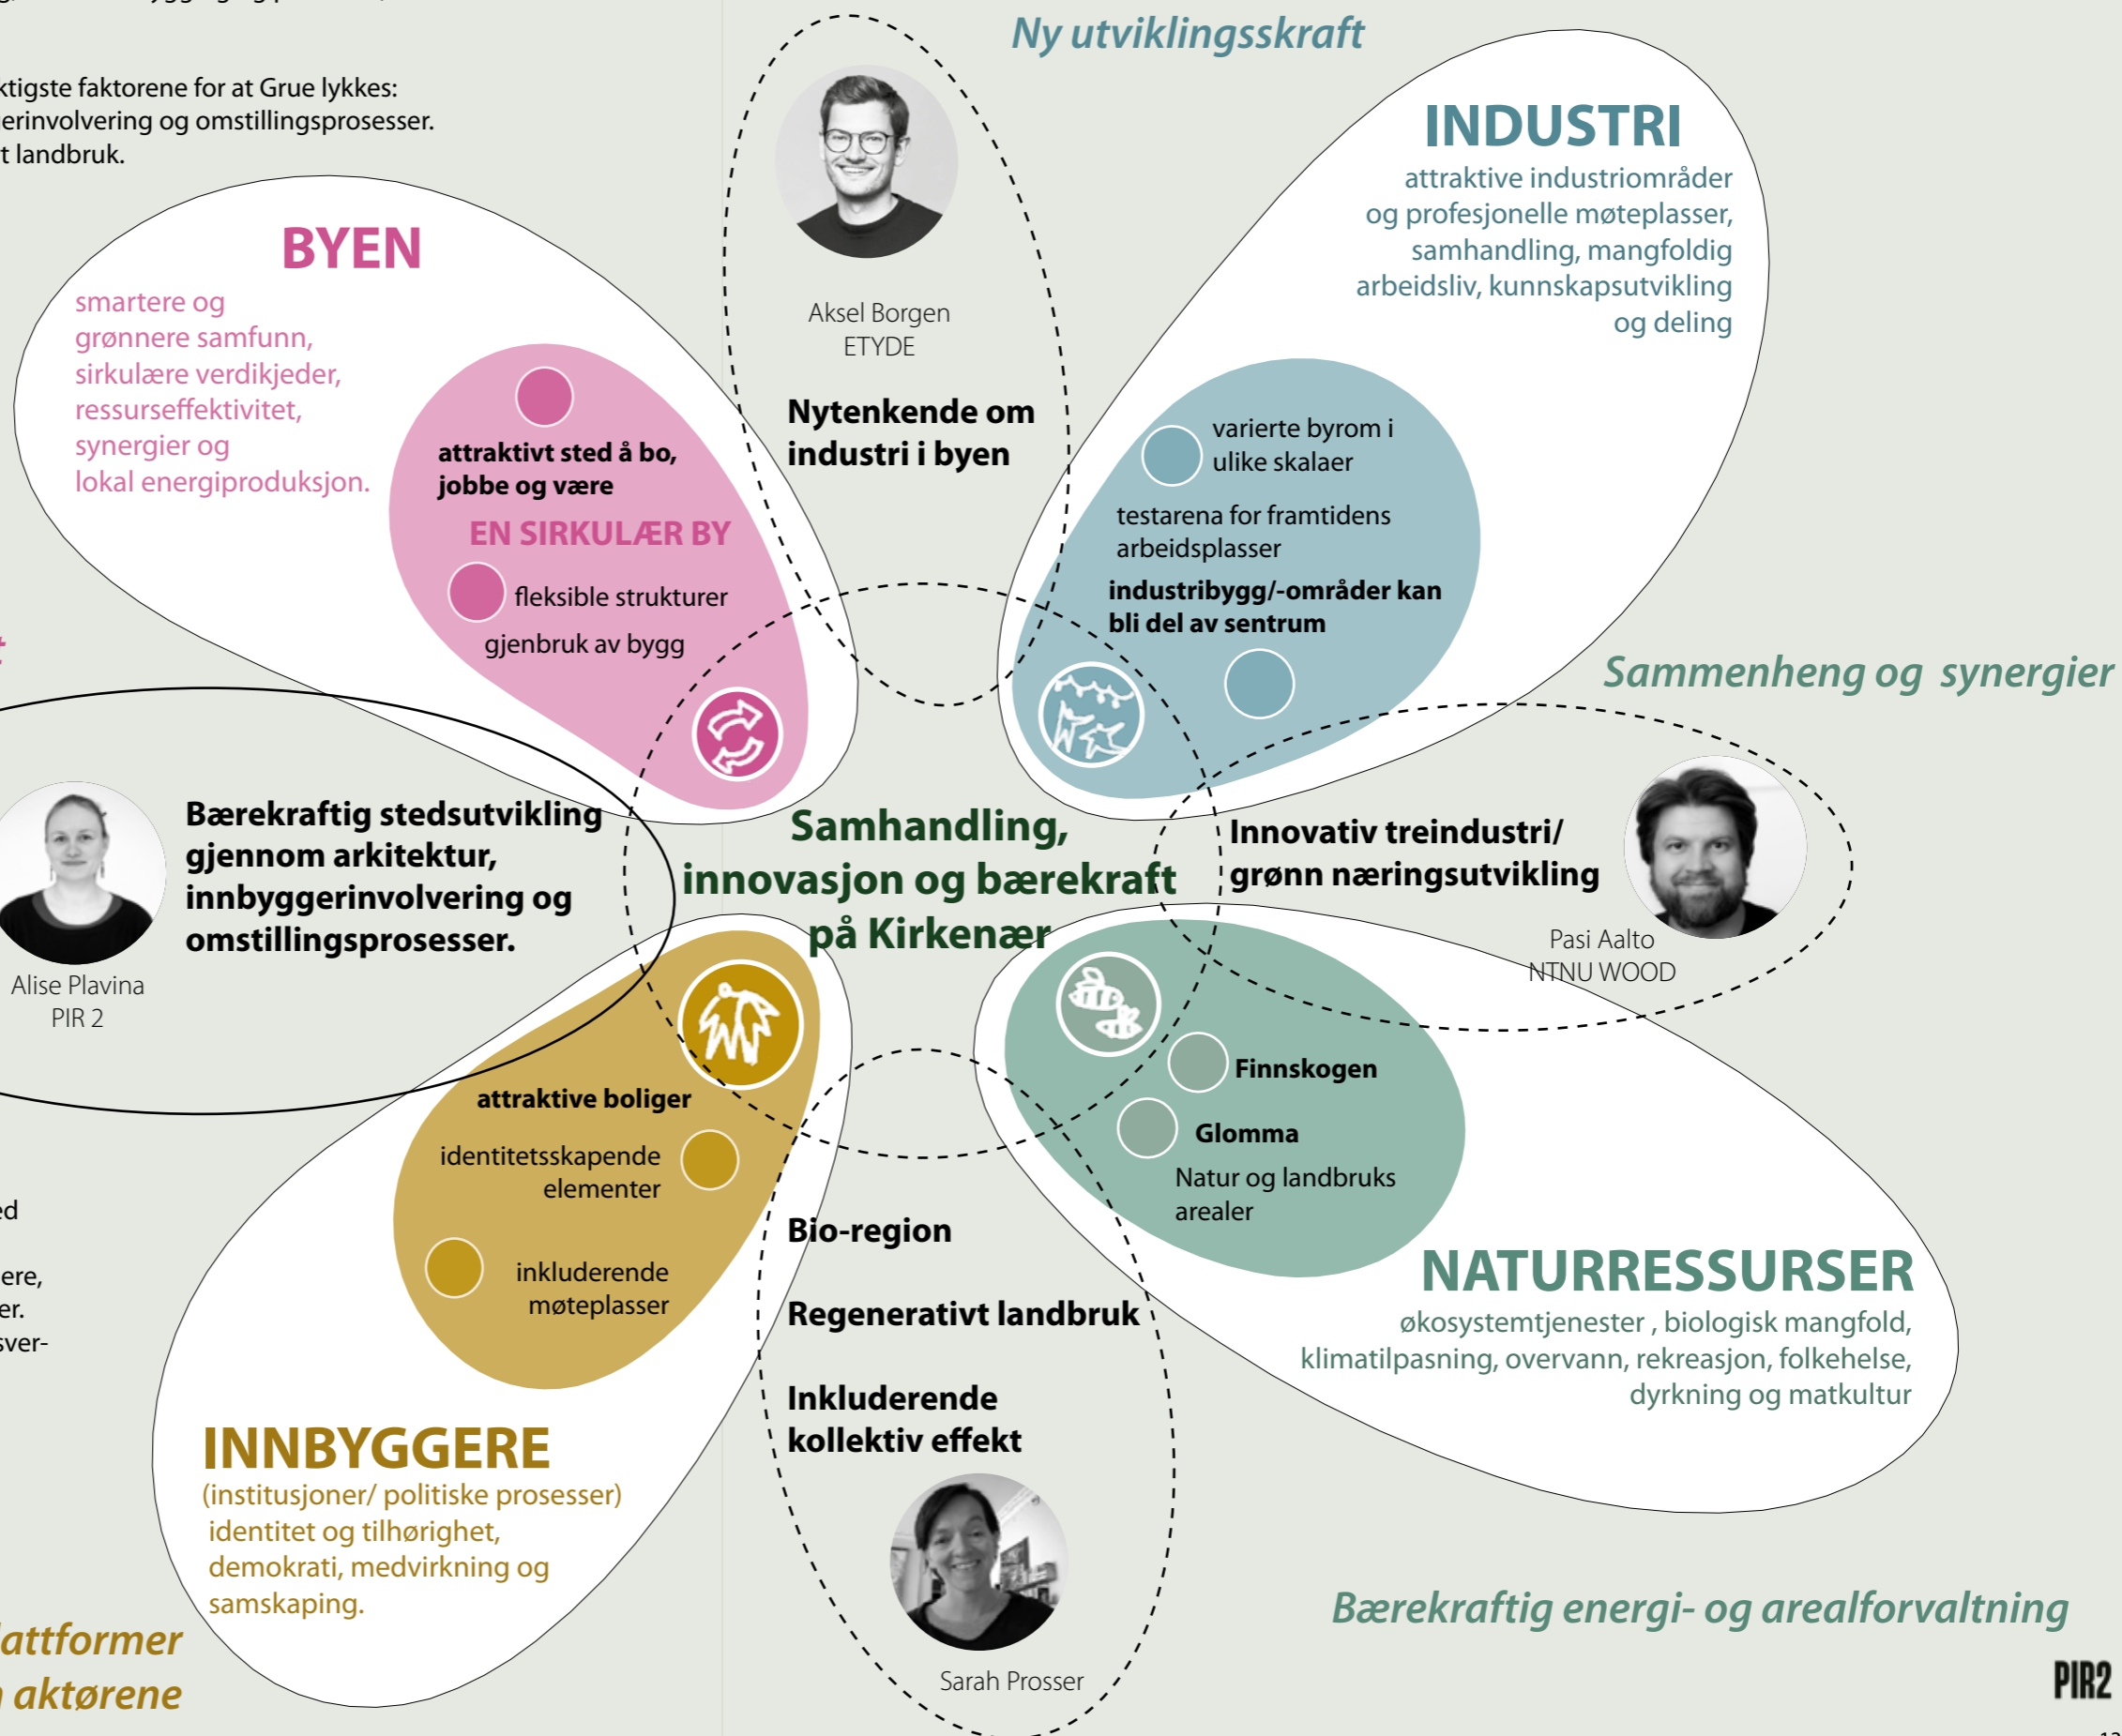 Ny utviklingsskraft
faktorene for at Grue lykkes:
og omstillingsprosesser.
landbruk.
BYEN
smartere og
grønnere samfunn,
sirkulære verdikjeder,
ressurseffektivitet,
synergier og
lokal energiproduksjon.
attraktivt sted å bo,
jobbe og være
EN SIRKULÆR BY
fleksible strukturer
gjenbruk av bygg
Aksel Borgen
ETYDE
Nytenkende om
industri i byen
INDUSTRI
attraktive industriområder
og profesjonelle møteplasser,
samhandling, mangfoldig
arbeidsliv, kunnskapsutvikling
og deling
varierte byrom i
ulike skalaer
testarena for framtidens
arbeidsplasser
industribygg/-områder kan
bli del av sentrum
Sammenheng og synergier
Alise Plavina
PIR 2
Bærekraftig stedsutvikling
gjennom arkitektur,
innbyggerinvolvering og
omstillingsprosesser.
Samhandling,
innovasjon og bærekraft
på Kirkenær
Innovativ treindustri/
grønn næringsutvikling
Pasi Aalto
NTNU WOOD
attraktive boliger
identitetsskapende
elementer
inkluderende
møteplasser
INNBYGGERE
(institusjoner/ politiske prosesser)
identitet og tilhørighet,
demokrati, medvirkning og
samskaping.
Bio-region
Regenerativt landbruk
Inkluderende
kollektiv effekt
Sarah Prosser
Finnskogen
Glomma
Natur og landbruks
arealer
NATURRESSURSER
økosystemtjenester , biologisk mangfold,
klimatilpasning, overvann, rekreasjon, folkehelse,
dyrkning og matkultur
aktørene
Bærekraftig energi- og arealforvaltning
PIR2